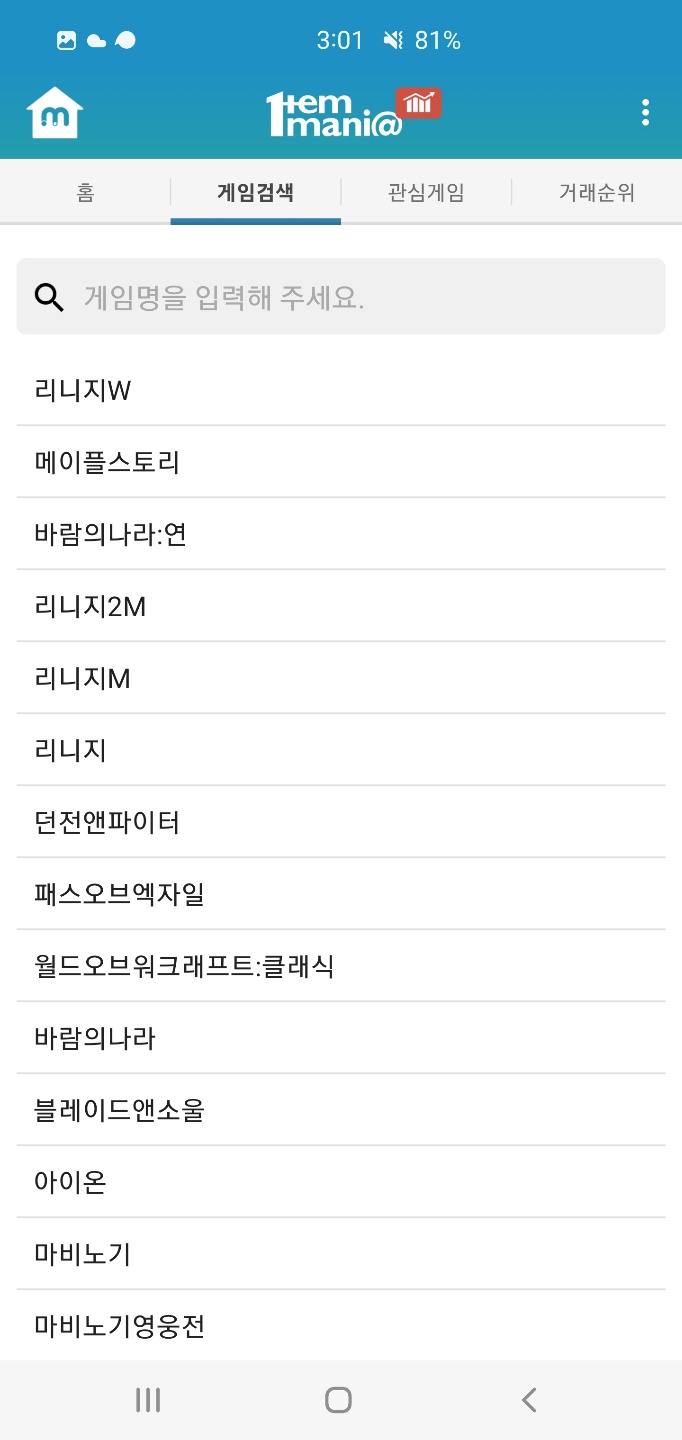 3:01 81%
Item
mani@
홈 게임검색 관심게임 거래순위
게임명을 입력해 주세요.
리니지W
메이플스토리
바람의나라:연
리니지2M
리니지M
리니지
던전앤파이터
패스오브엑자일
월드오브워크래프트:클래식
바람의나라
블레이드앤소울
아이온
마비노기
마비노기영웅전